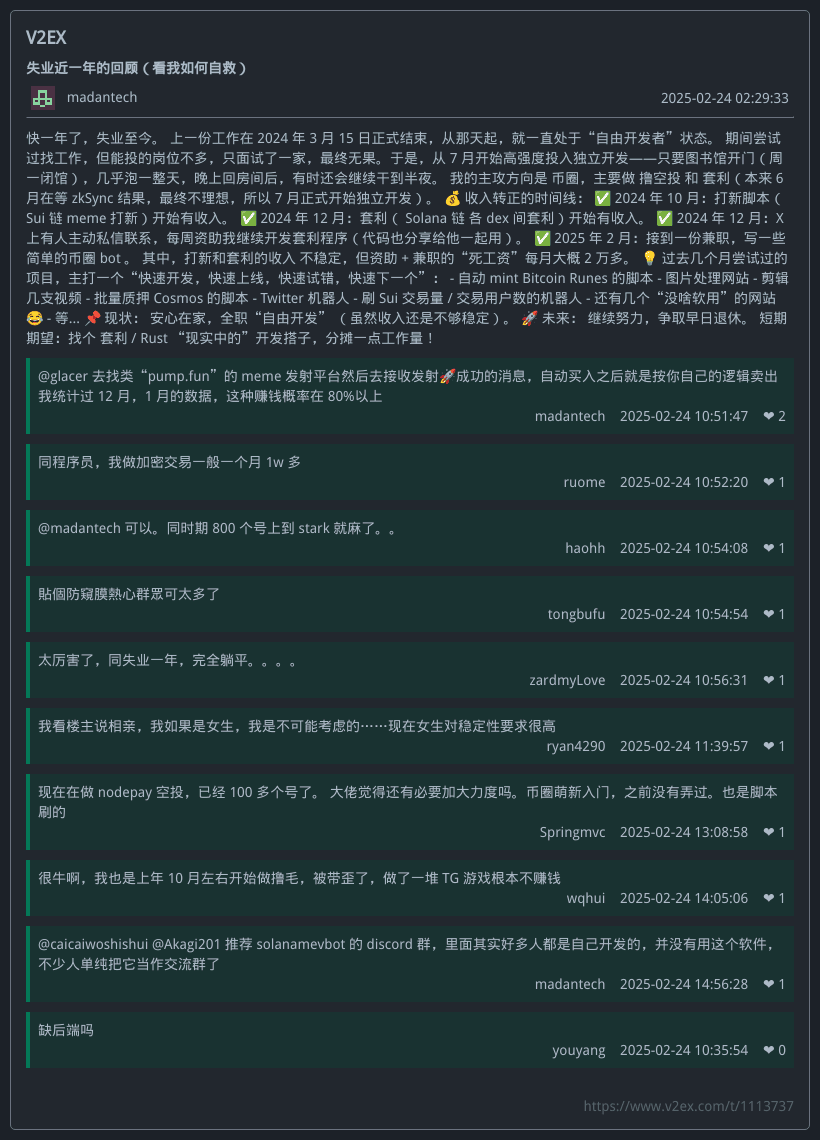 V2EX
失业近一年的回顾（看我如何自救）
madantech 2025-02-24 02:29:33
快一年了，失业至今。 上一份工作在 2024 年 3 月 15 日正式结束，从那天起，就一直处于“自由开发者”状态。 期间尝试
过找工作，但能投的岗位不多，只面试了一家，最终无果。于是，从 7 月开始高强度投入独立开发——只要图书馆开门（周
一闭馆），几乎泡一整天，晚上回房间后，有时还会继续干到半夜。 我的主攻方向是 币圈，主要做 撸空投 和 套利（本来 6
月在等 zkSync 结果，最终不理想，所以 7 月正式开始独立开发）。 💰 收入转正的时间线： ✅ 2024 年 10 月：打新脚本（
Sui 链 meme 打新）开始有收入。 ✅ 2024 年 12 月：套利（ Solana 链 各 dex 间套利）开始有收入。 ✅ 2024 年 12 月：X
上有人主动私信联系，每周资助我继续开发套利程序（代码也分享给他一起用）。 ✅ 2025 年 2 月：接到一份兼职，写一些
简单的币圈 bot 。 其中，打新和套利的收入 不稳定，但资助 + 兼职的 “死工资”每月大概 2 万多。 💡 过去几个月尝试过的
项目，主打一个“快速开发，快速上线，快速试错，快速下一个”： - 自动 mint Bitcoin Runes 的脚本 - 图片处理网站 - 剪辑
几支视频 - 批量质押 Cosmos 的脚本 - Twitter 机器人 - 刷 Sui 交易量 / 交易用户数的机器人 - 还有几个“没啥软用”的网站
😂 - 等... 📌 现状： 安心在家，全职“自由开发” （虽然收入还是不够稳定）。 🚀 未来： 继续努力，争取早日退休。 短期
期望：找个 套利 / Rust “现实中的”开发搭子，分摊一点工作量！
@glacer 去找类“pump.fun”的 meme 发射平台然后去接收发射🚀成功的消息，自动买入之后就是按你自己的逻辑卖出
我统计过 12 月，1 月的数据，这种赚钱概率在 80%以上
madantech 2025-02-24 10:51:47 ❤ 2
同程序员，我做加密交易一般一个月 1w 多
ruome 2025-02-24 10:52:20 ❤ 1
@madantech 可以。同时期 800 个号上到 stark 就麻了。。
haohh 2025-02-24 10:54:08 ❤ 1
貼個防窺膜熱心群眾可太多了
tongbufu 2025-02-24 10:54:54 ❤ 1
太厉害了，同失业一年，完全躺平。。。。
zardmyLove 2025-02-24 10:56:31 ❤ 1
我看楼主说相亲，我如果是女生，我是不可能考虑的……现在女生对稳定性要求很高
ryan4290 2025-02-24 11:39:57 ❤ 1
现在在做 nodepay 空投，已经 100 多个号了。 大佬觉得还有必要加大力度吗。币圈萌新入门，之前没有弄过。也是脚本
刷的
Springmvc 2025-02-24 13:08:58 ❤ 1
很牛啊，我也是上年 10 月左右开始做撸毛，被带歪了，做了一堆 TG 游戏根本不赚钱
wqhui 2025-02-24 14:05:06 ❤ 1
@caicaiwoshishui @Akagi201 推荐 solanamevbot 的 discord 群，里面其实好多人都是自己开发的，并没有用这个软件，
不少人单纯把它当作交流群了
madantech 2025-02-24 14:56:28 ❤ 1
缺后端吗
youyang 2025-02-24 10:35:54 ❤ 0
https://www.v2ex.com/t/1113737